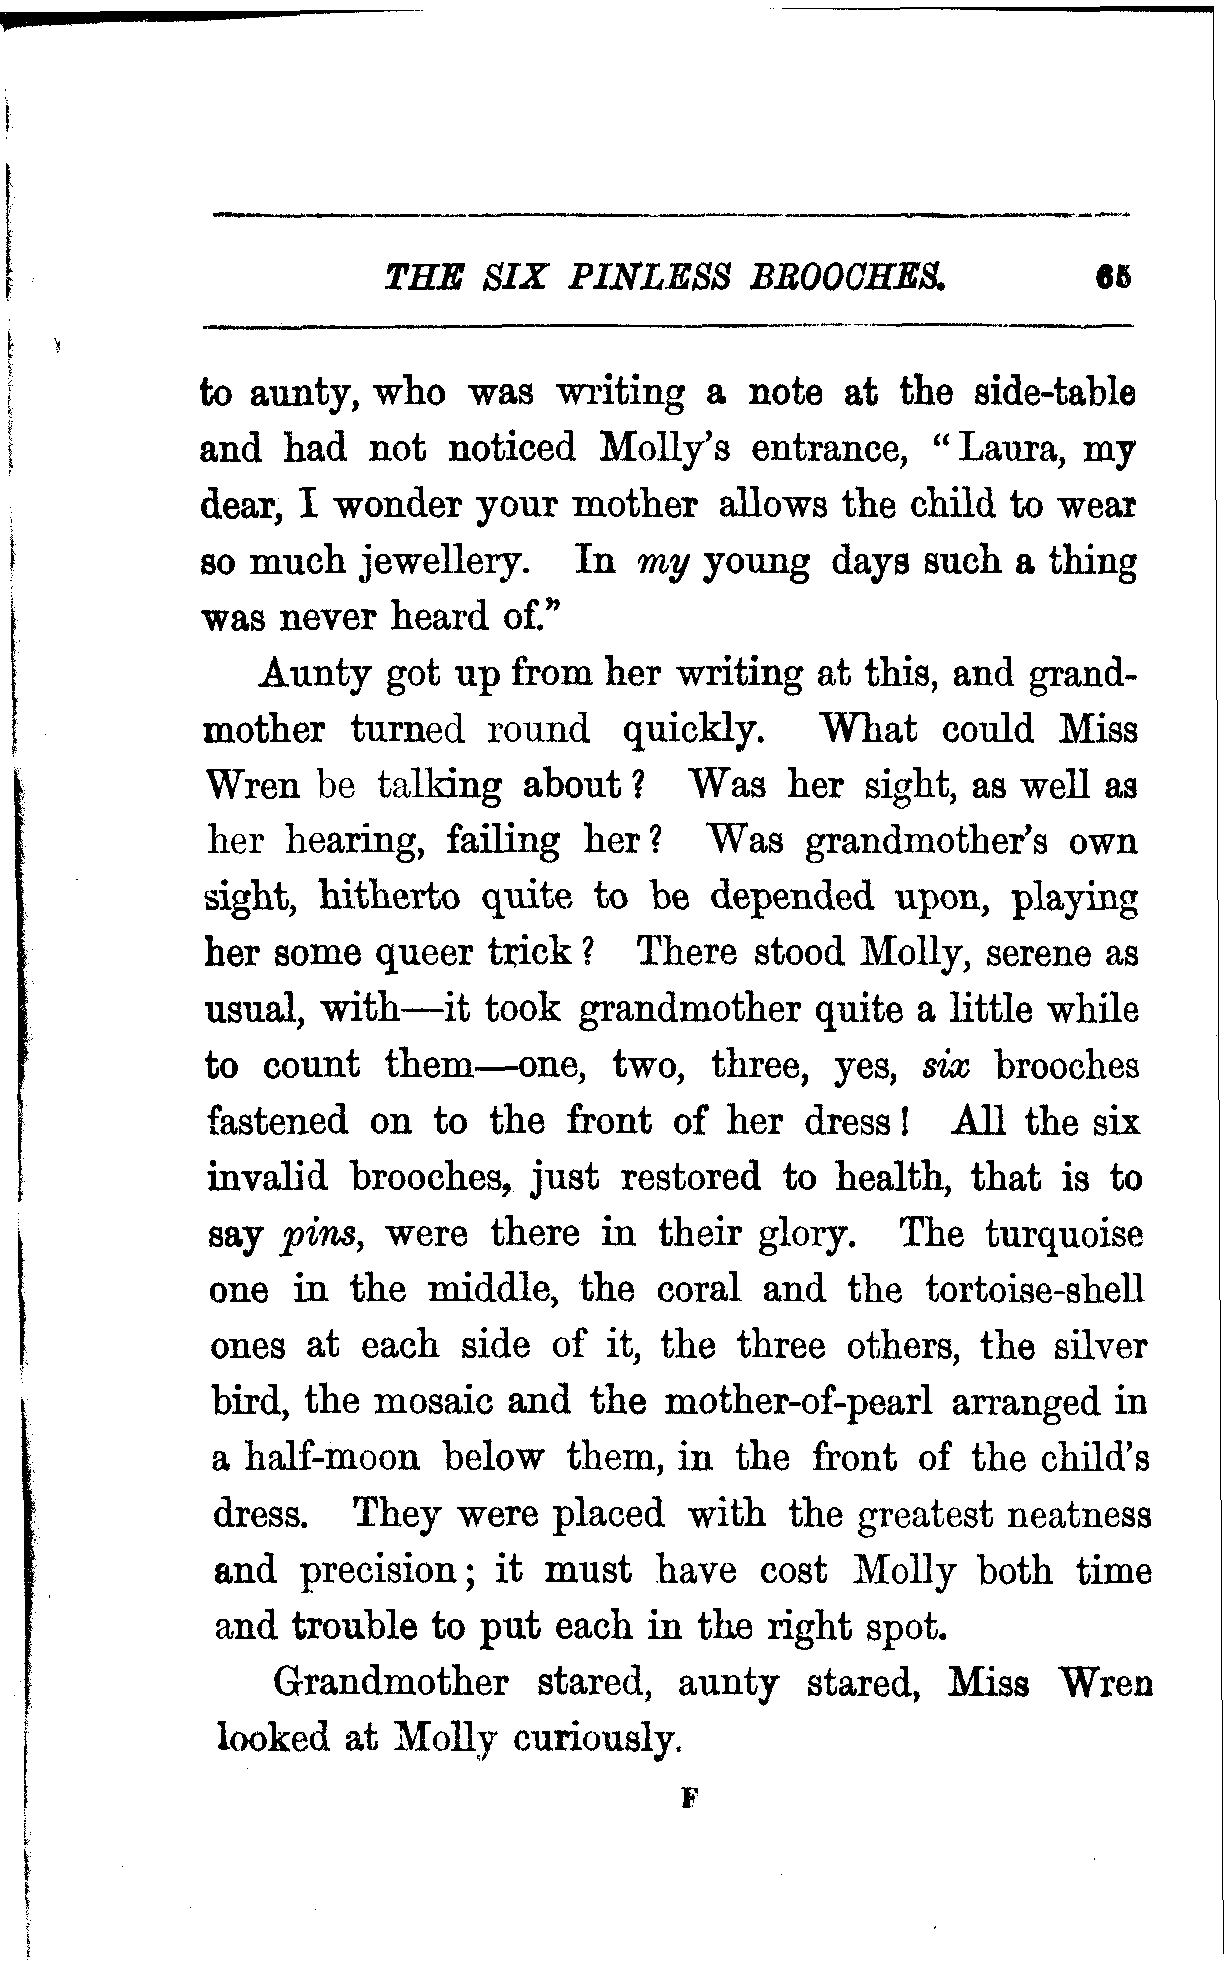 THE SIX PINLESS BROOCHES. 65
to aunty, who was writing a note at the side-table
and had not noticed Molly's entrance, "Laura, my
dear, I wonder your mother allows the child to wear
so much jewellery. In my young days such a thing
was never heard of."
Aunty got up from her writing at this, and grand-
mother turned round quickly. What could Miss
Wren be talking about? Was her sight, as well as
her hearing, failing her? Was grandmother's own
sight, hitherto quite to be depended upon, playing
her some queer trick? There stood Molly, serene as
usual, with—it took grandmother quite a little while
to count them—one, two, three, yes, six brooches
fastened on to the front of her dress! All the six
invalid brooches, just restored to health, that is to
say pins, were there in their glory. The turquoise
one in the middle, the coral and the tortoise-shell
ones at each side of it, the three others, the silver
bird, the mosaic and the mother-of-pearl arranged in
a half-moon below them, in the front of the child's
dress. They were placed with the greatest neatness
and precision; it must have cost Molly both time
and trouble to put each in the right spot.
Grandmother stared, aunty stared, Miss Wren
looked at Molly curiously.
F